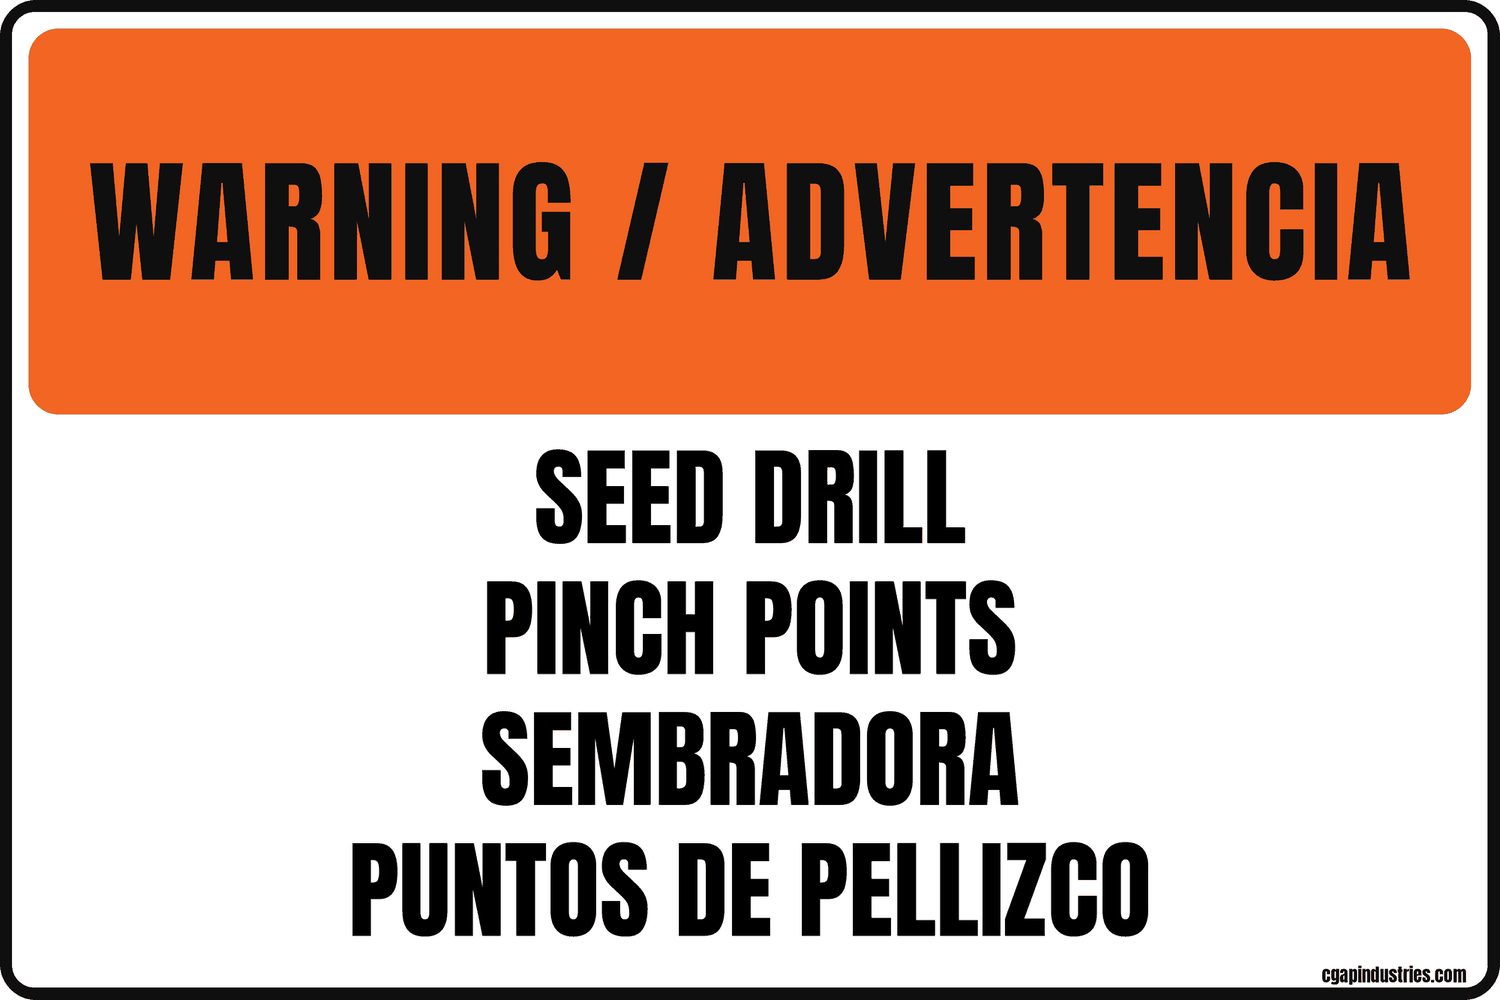 WARNING / ADVERTENCIA
SEED DRILL
PINCH POINTS
SEMBRADORA
PUNTOS DE PELLIZCO
cgapindustries.com